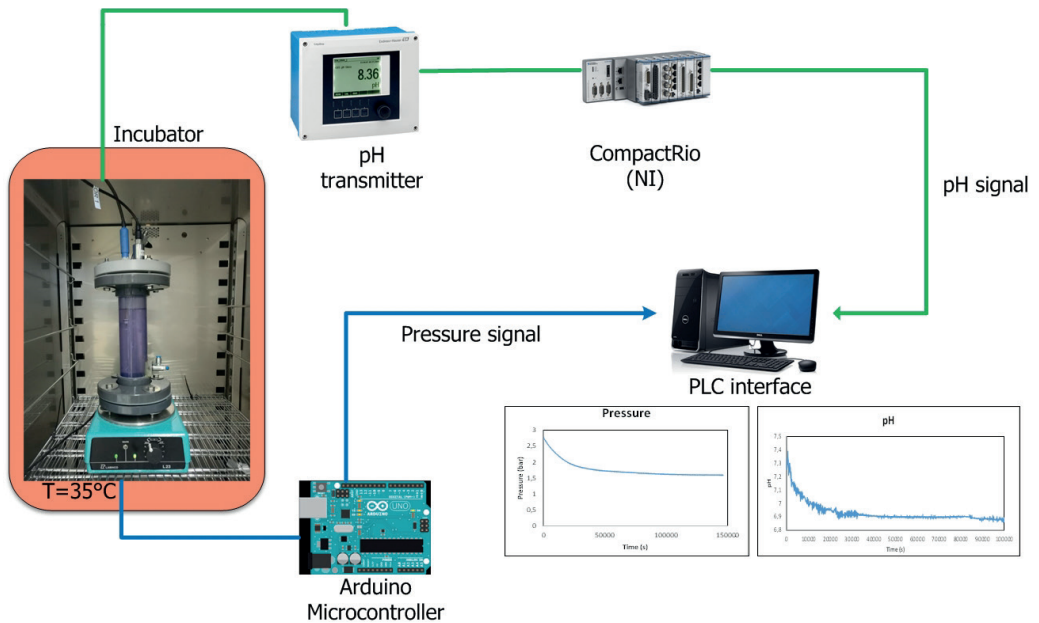 Incubator
8.36
pH
pH
transmitter
CompactRio
(NI)
pH signal
Pressure signal
PLC interface
T=35°C
ARDUINO
UNO
Arduino
Microcontroller
Pressure
Pressure (bar)
3
2,5
2
1,5
1
0,5
0
0
50000
100000
150000
Time (s)
pH
pH
7,5
7,4
7,3
7,2
7,1
7
6,9
6,8
0
10000
20000
30000
40000
50000
60000
70000
80000
90000
100000
Time (s)